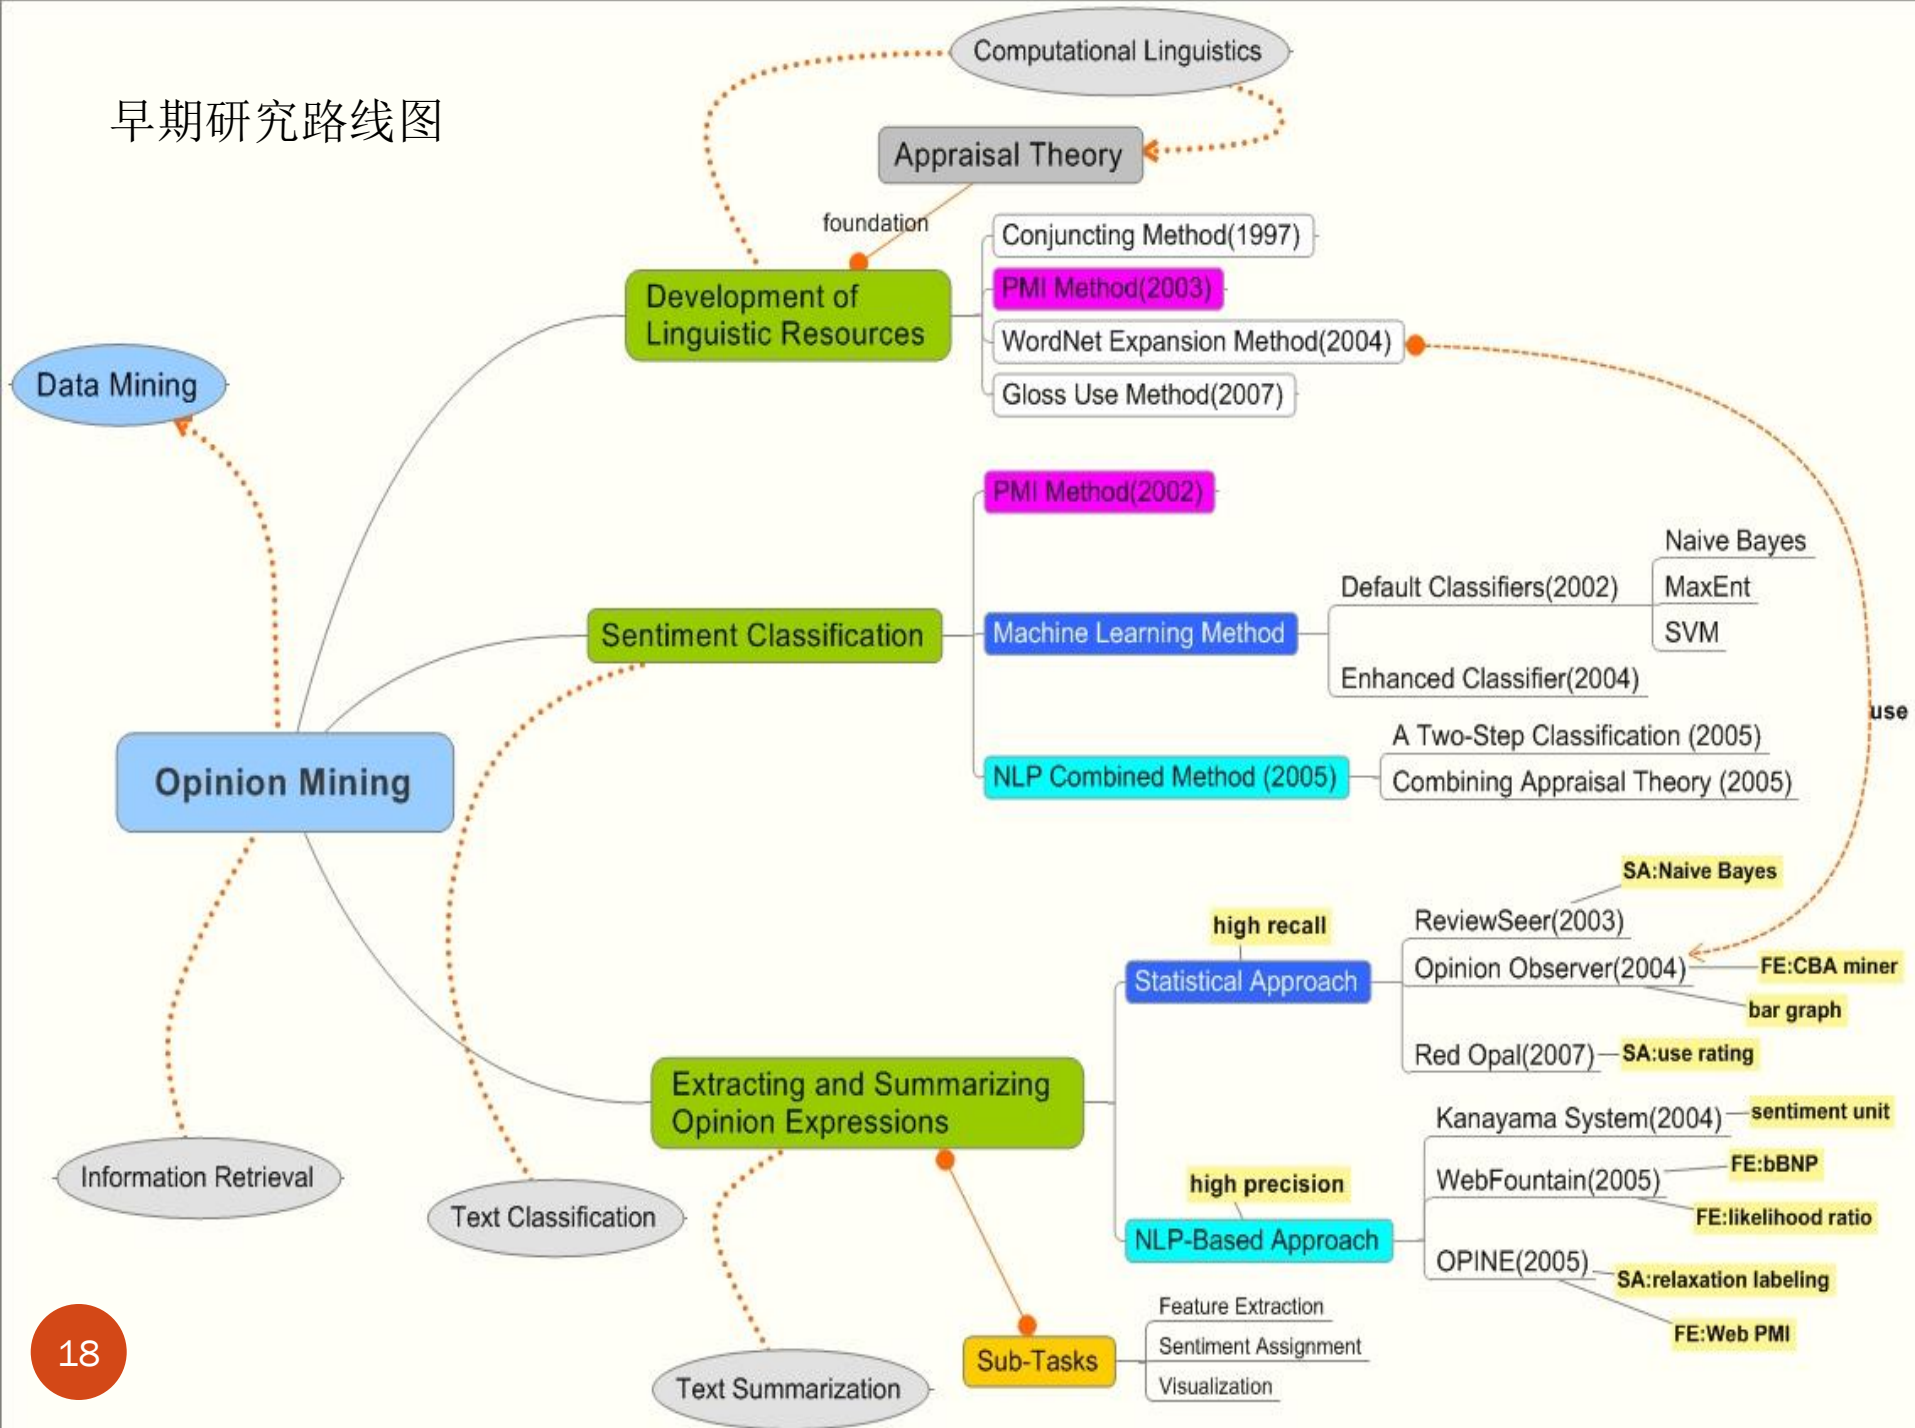 早期研究路线图
Computational Linguistics
Appraisal Theory
foundation
Development of
Linguistic Resources
Conjuncting Method(1997)
PMI Method(2003)
WordNet Expansion Method(2004)
Gloss Use Method(2007)
Data Mining
PMI Method(2002)
Sentiment Classification
Machine Learning Method
Default Classifiers(2002)
Naive Bayes
MaxEnt
SVM
Enhanced Classifier(2004)
use
NLP Combined Method (2005)
A Two-Step Classification (2005)
Combining Appraisal Theory (2005)
Opinion Mining
Extracting and Summarizing
Opinion Expressions
high recall
Statistical Approach
SA:Naive Bayes
ReviewSeer(2003)
Opinion Observer(2004)
FE:CBA miner
bar graph
Red Opal(2007)
SA:use rating
high precision
NLP-Based Approach
Kanayama System(2004)
sentiment unit
WebFountain(2005)
FE:bBNP
FE:likelihood ratio
OPINE(2005)
SA:relaxation labeling
FE:Web PMI
Information Retrieval
Text Classification
Text Summarization
Sub-Tasks
Feature Extraction
Sentiment Assignment
Visualization
18